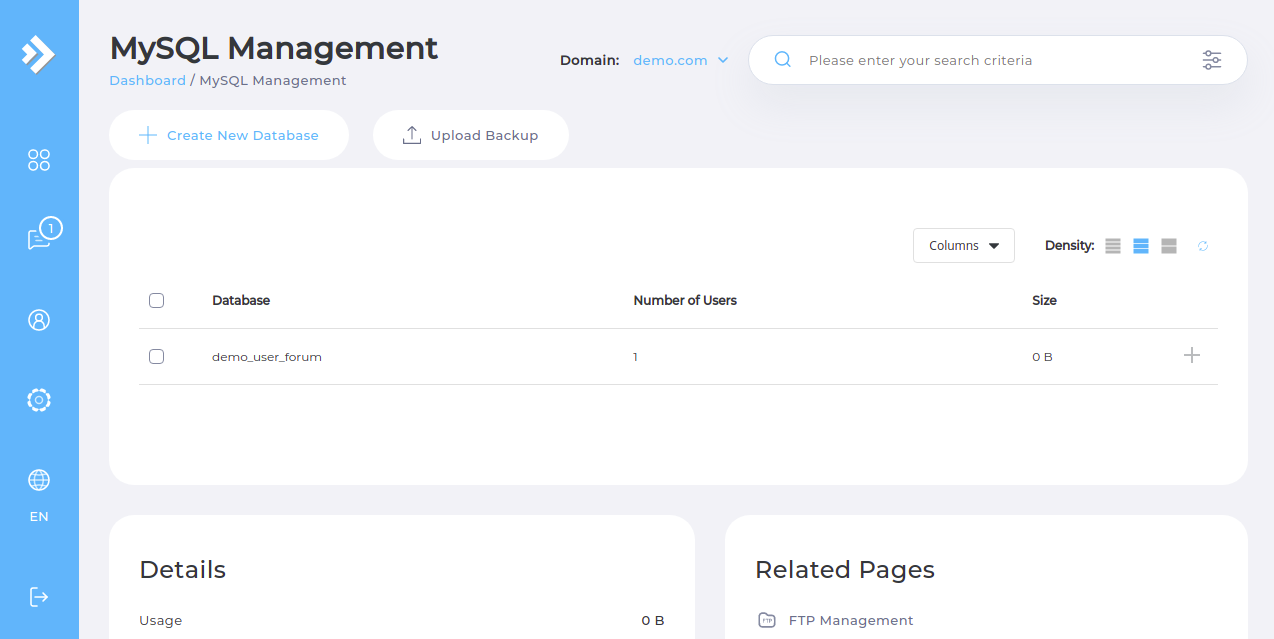 MySQL Management
Dashboard / MySQL Management
Domain: demo.com
Please enter your search criteria
Create New Database
Upload Backup
1
Columns
Density:
Database Number of Users Size
demo_user_forum 1 0 B
EN
Details
Usage 0 B
Related Pages
FTP FTP Management